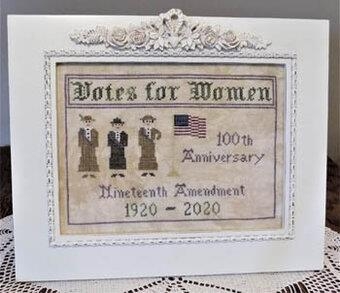 Votes for Women
100th
Anniversary
Nineteenth Amendment
1920 - 2020